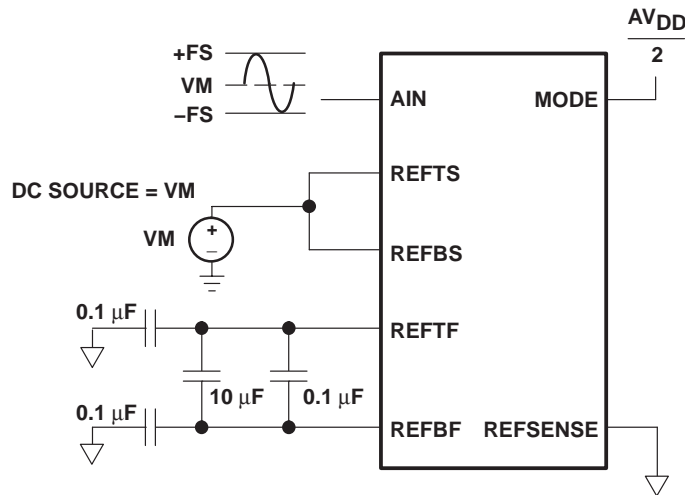 +FS
VM
–FS
AV_DD
2
AIN
MODE
REFTS
DC SOURCE = VM
VM
+
–
REFBS
0.1 µF
REFTF
10 µF
0.1 µF
0.1 µF
REFBF
REFSENSE